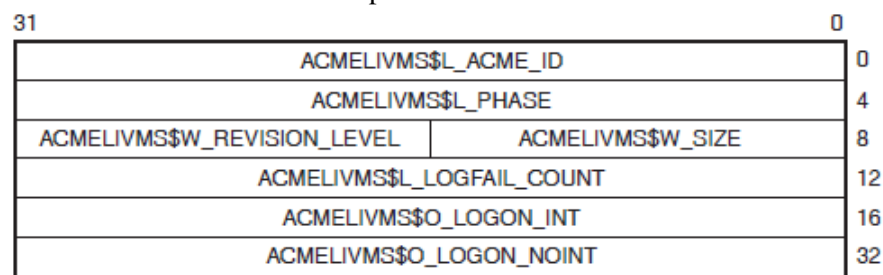 31 0
ACMELIVMS$L_ACME_ID 0
ACMELIVMS$L_PHASE 4
ACMELIVMS$W_REVISION_LEVEL ACMELIVMS$W_SIZE 8
ACMELIVMS$L_LOGFAIL_COUNT 12
ACMELIVMS$O_LOGON_INT 16
ACMELIVMS$O_LOGON_NOINT 32